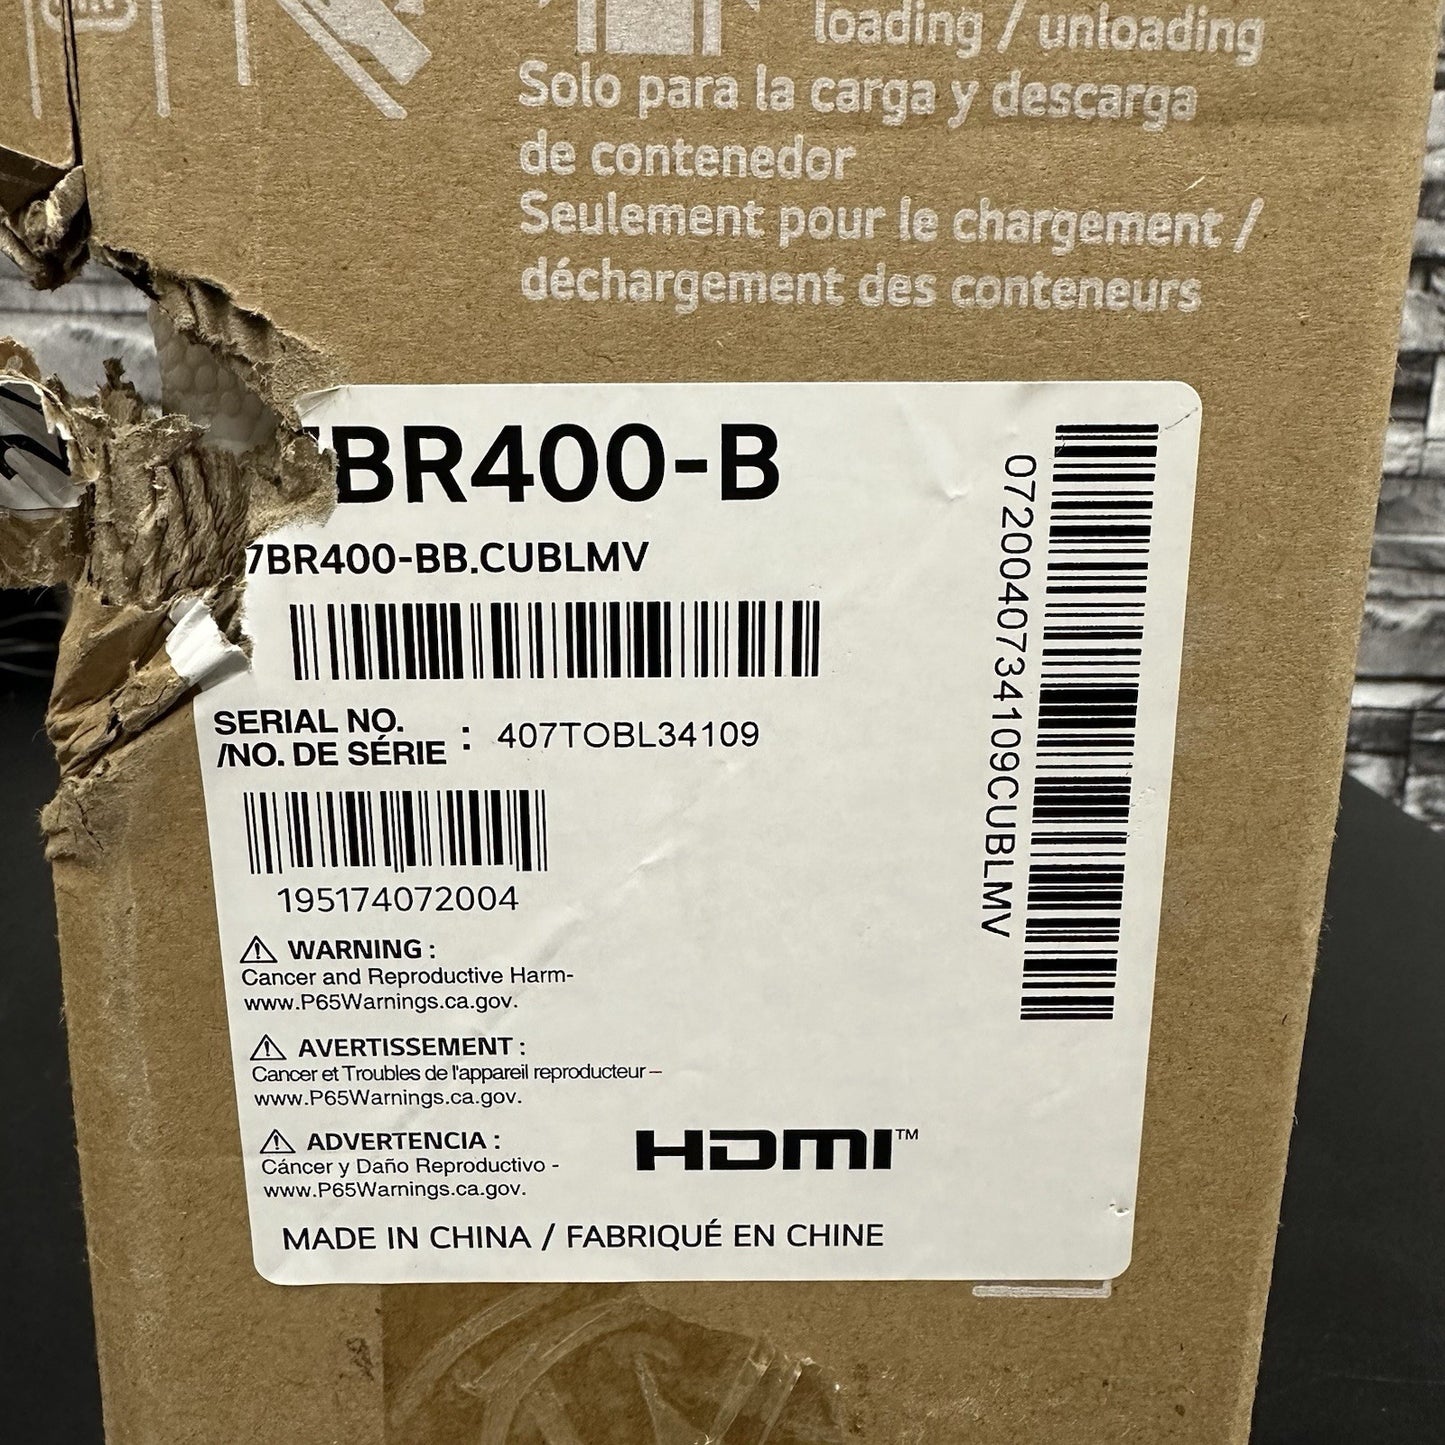 loading / unloading
Solo para la carga y descarga
de contenedor
Seulement pour le chargement /
déchargement des conteneurs
BR400-B
7BR400-BB.CUBLMV
SERIAL NO.
/NO. DE SÉRIE : 407TOBL34109
195174072004
⚠ WARNING :
Cancer and Reproductive Harm-
www.P65Warnings.ca.gov.
⚠ AVERTISSEMENT :
Cancer et Troubles de l'appareil reproducteur –
www.P65Warnings.ca.gov.
⚠ ADVERTENCIA :
Cáncer y Daño Reproductivo -
www.P65Warnings.ca.gov.
HDMI™
MADE IN CHINA / FABRIQUÉ EN CHINE
0720040734109CUBLMV